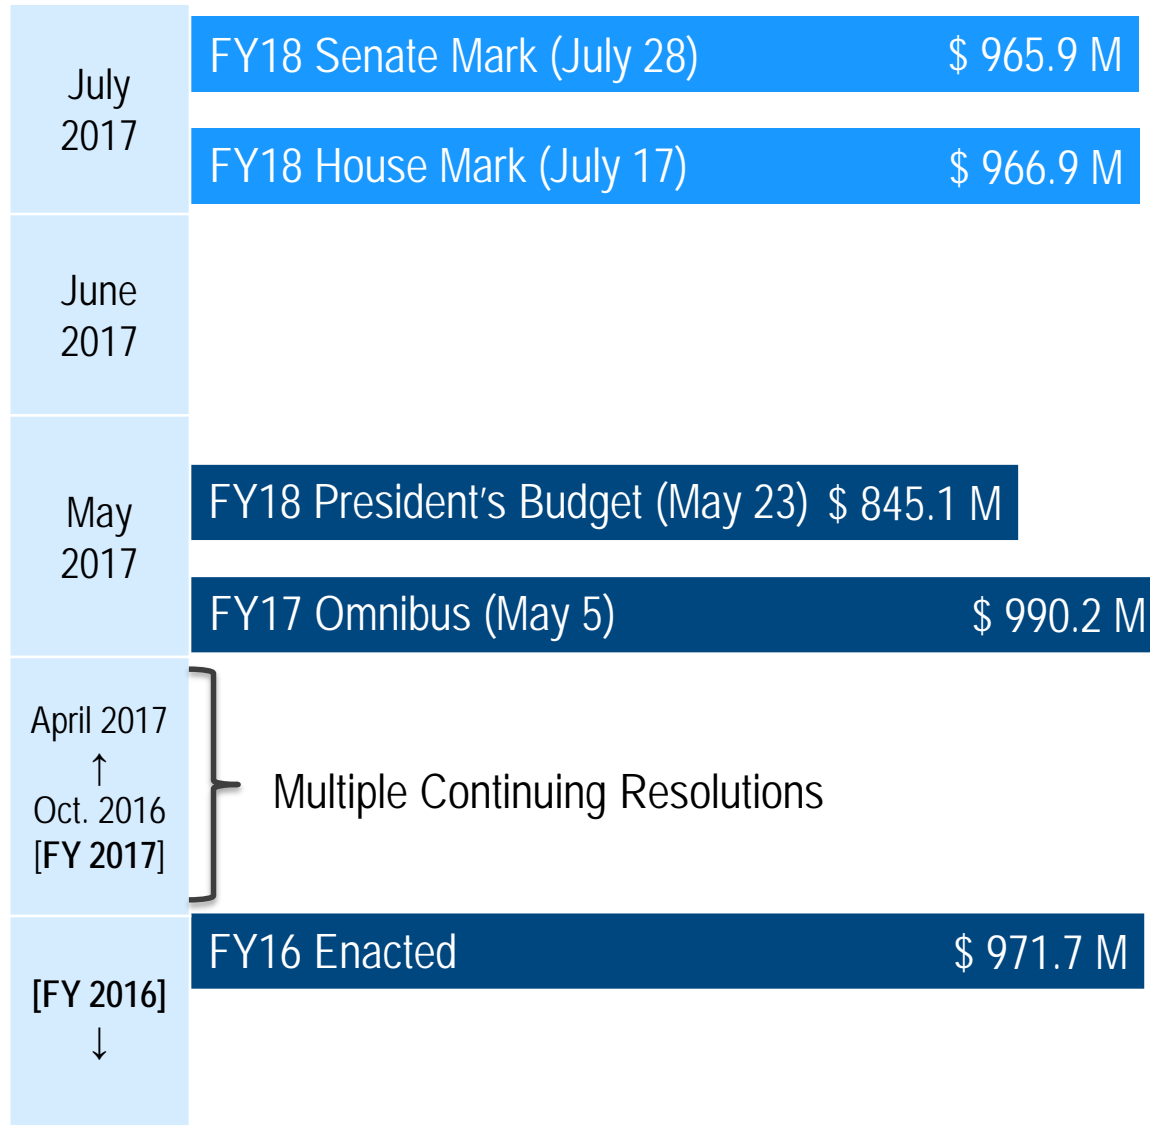 July
2017
FY18 Senate Mark (July 28) $ 965.9 M
FY18 House Mark (July 17) $ 966.9 M
June
2017
May
2017
FY18 President’s Budget (May 23) $ 845.1 M
FY17 Omnibus (May 5) $ 990.2 M
April 2017
↑
Oct. 2016
[FY 2017]
Multiple Continuing Resolutions
FY16 Enacted $ 971.7 M
[FY 2016]
↓